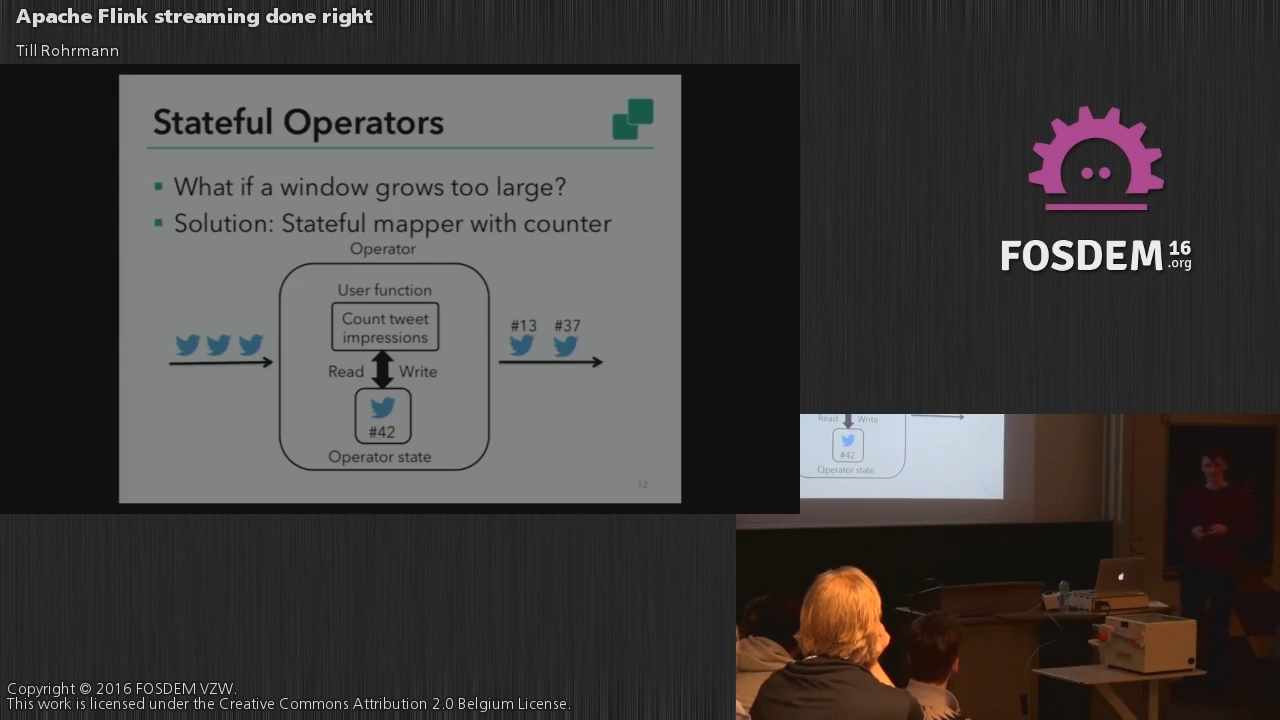 Apache Flink streaming done right
Till Rohrmann
Stateful Operators
What if a window grows too large?
Solution: Stateful mapper with counter
Operator
User function
Count tweet
impressions
Read Write
#42
Operator state
#13 #37
12
FOSDEM 16
.org
Read Write
#42
Operator state
Copyright © 2016 FOSDEM VZW.
This work is licensed under the Creative Commons Attribution 2.0 Belgium License.